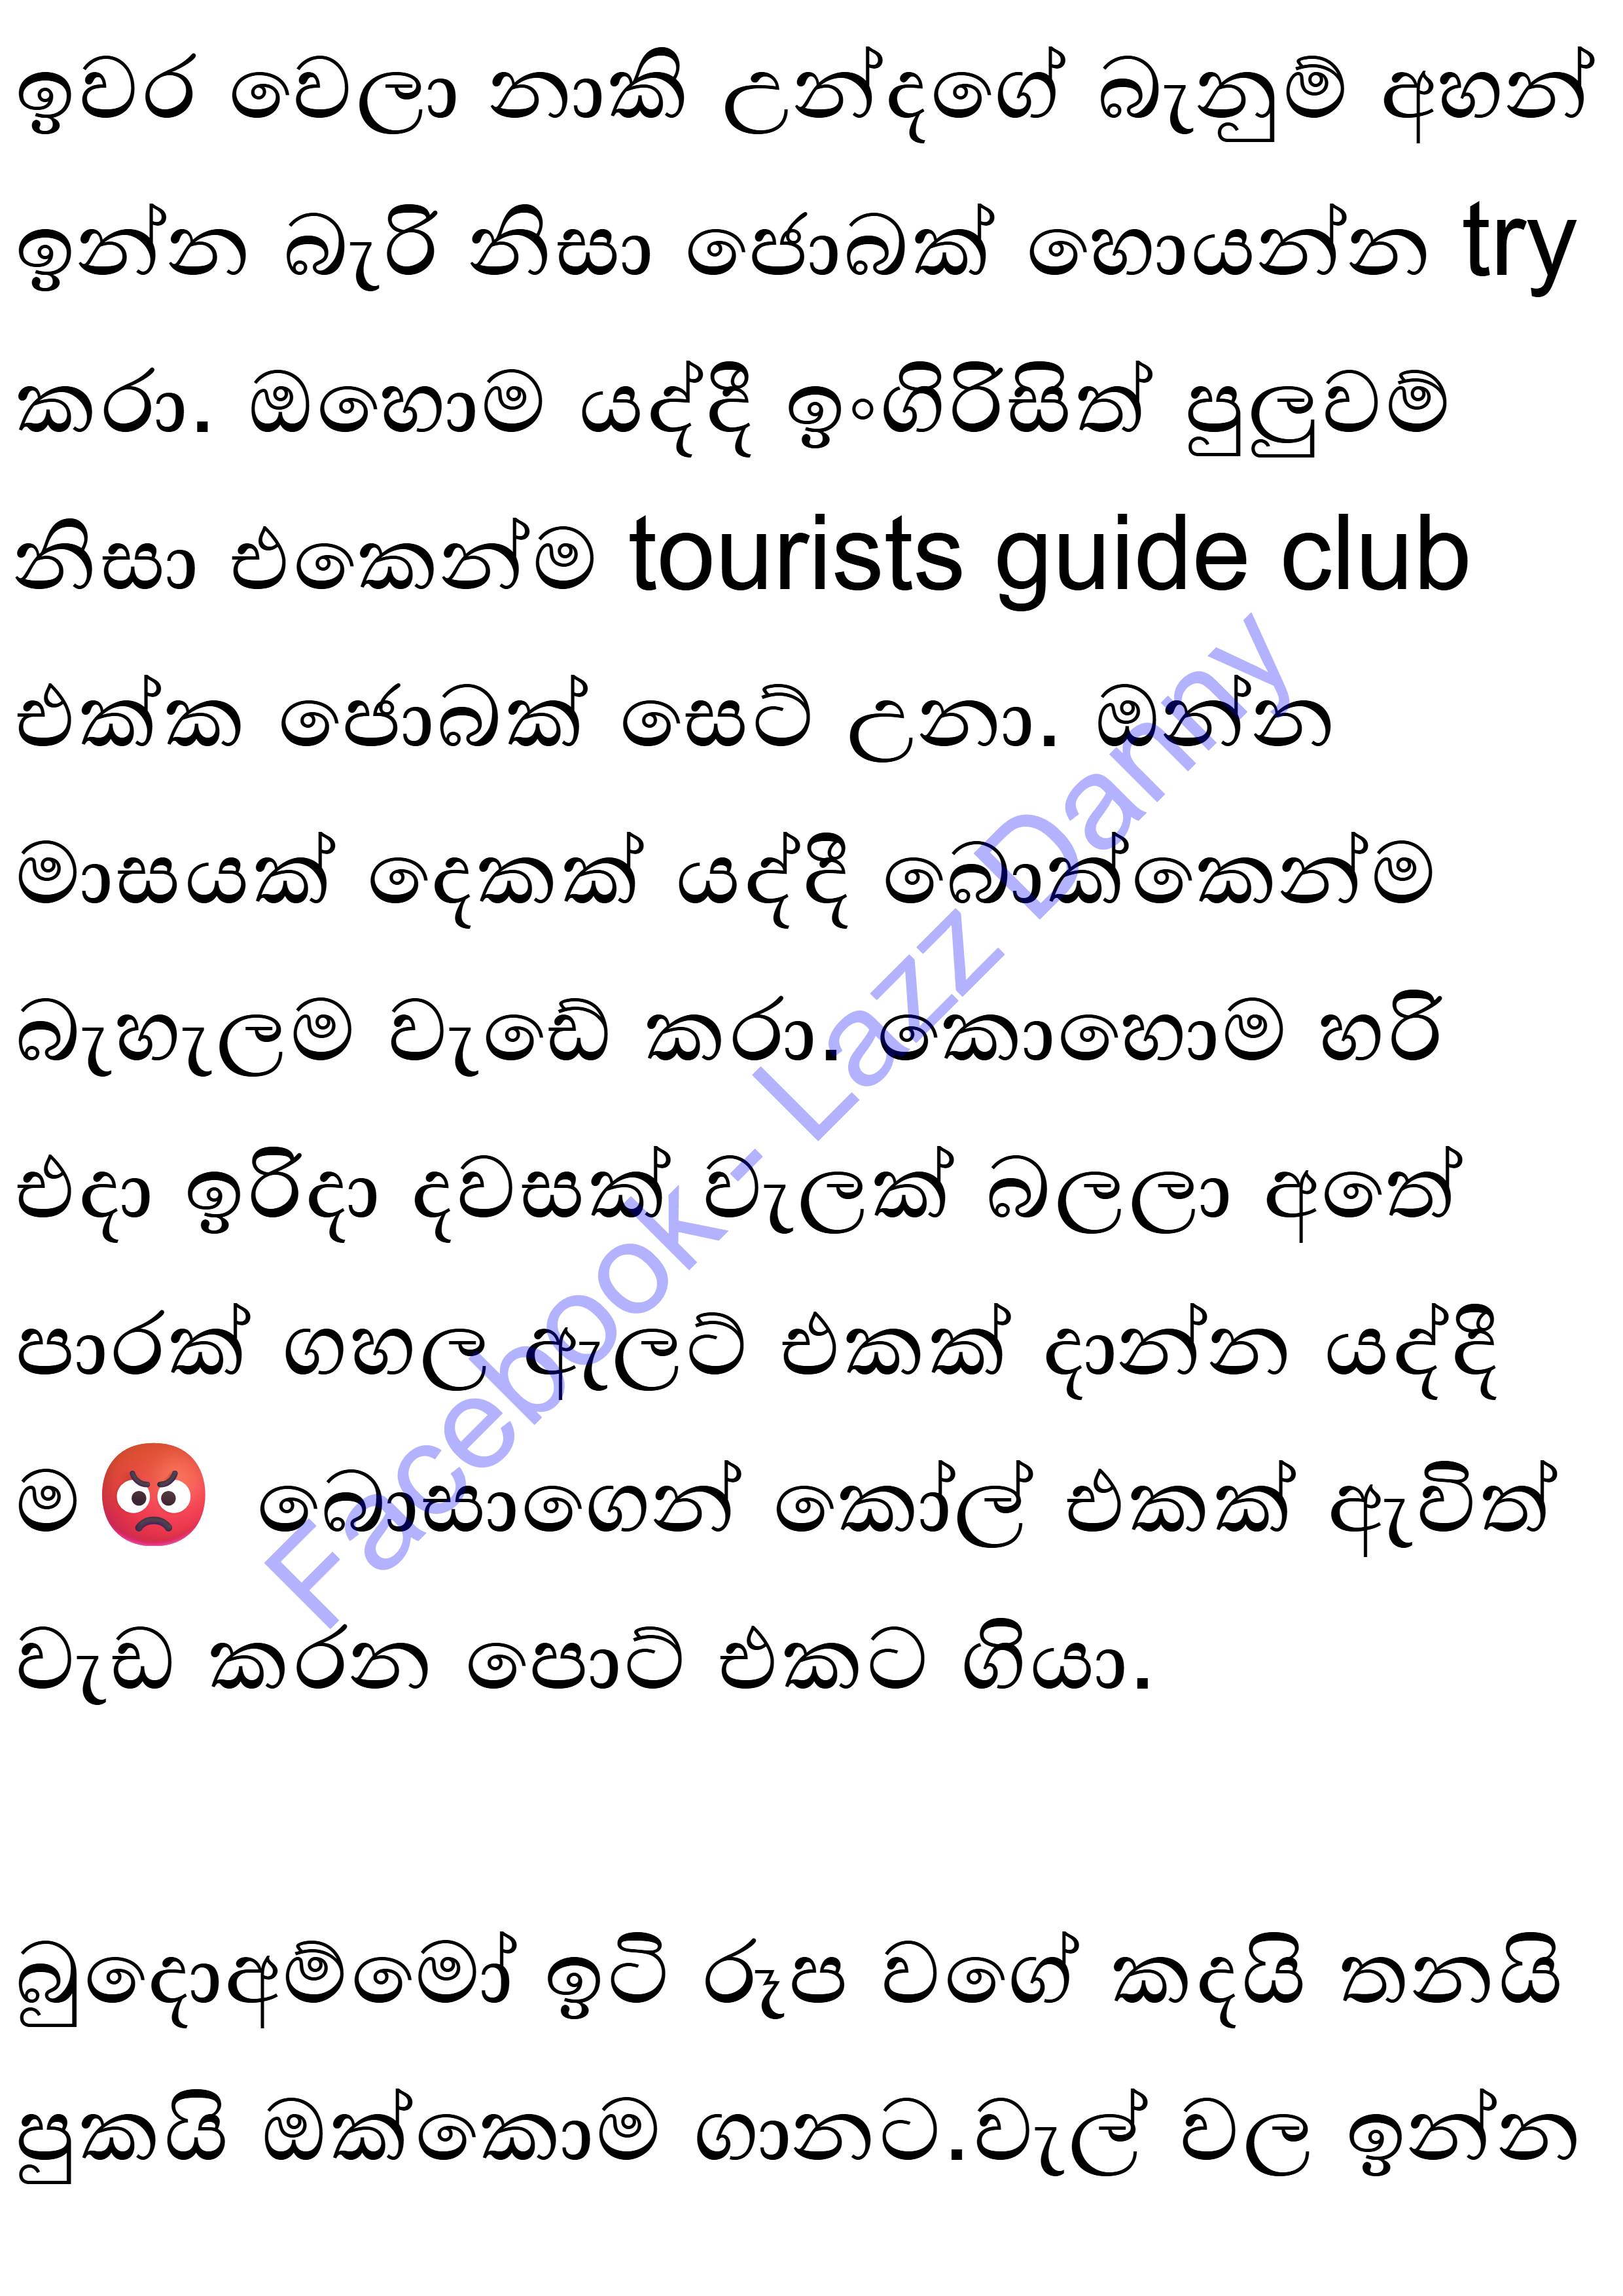 ඉවර වෙලා නාකි උන්දගේ බැනුම් අහන්
ඉන්න බැරි නිසා ජොබක් හොයන්න try
කරා. ඔහොම යද්දී ඉංගිරිසිත් පුලුවම්
නිසා එකෙන්ම tourists guide club
එක්ක ජොබක් සෙට් උනා. ඔන්න
මාසයක් දෙකක් යද්දී බොක්කෙන්ම
බැහැලම වැඩේ කරා. කොහොම හරි
එදා ඉරිදා දවසක් වැලක් බලලා අතේ
පාරක් ගහල ඇලට් එකක් දාන්න යද්දී
ම😡 බොසාගෙන් කෝල් එකක් ඇවිත්
වැඩ කරන පොට් එකට ගියා.
බුදොඅම්මෝ ඉටි රූප වගේ කදයි තනයි
පුකයි ඔක්කොම ගානට.වැල් වල ඉන්න
Facebook - Lazz Danny